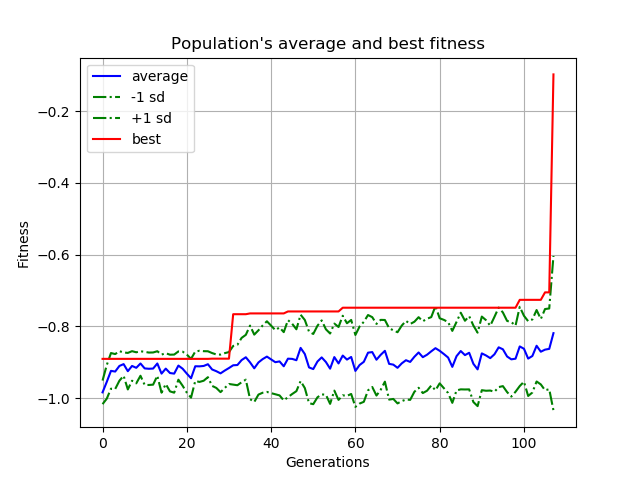 Population's average and best fitness
average
-1 sd
+1 sd
best
Fitness
−0.2
−0.4
−0.6
−0.8
−1.0
0 20 40 60 80 100
Generations